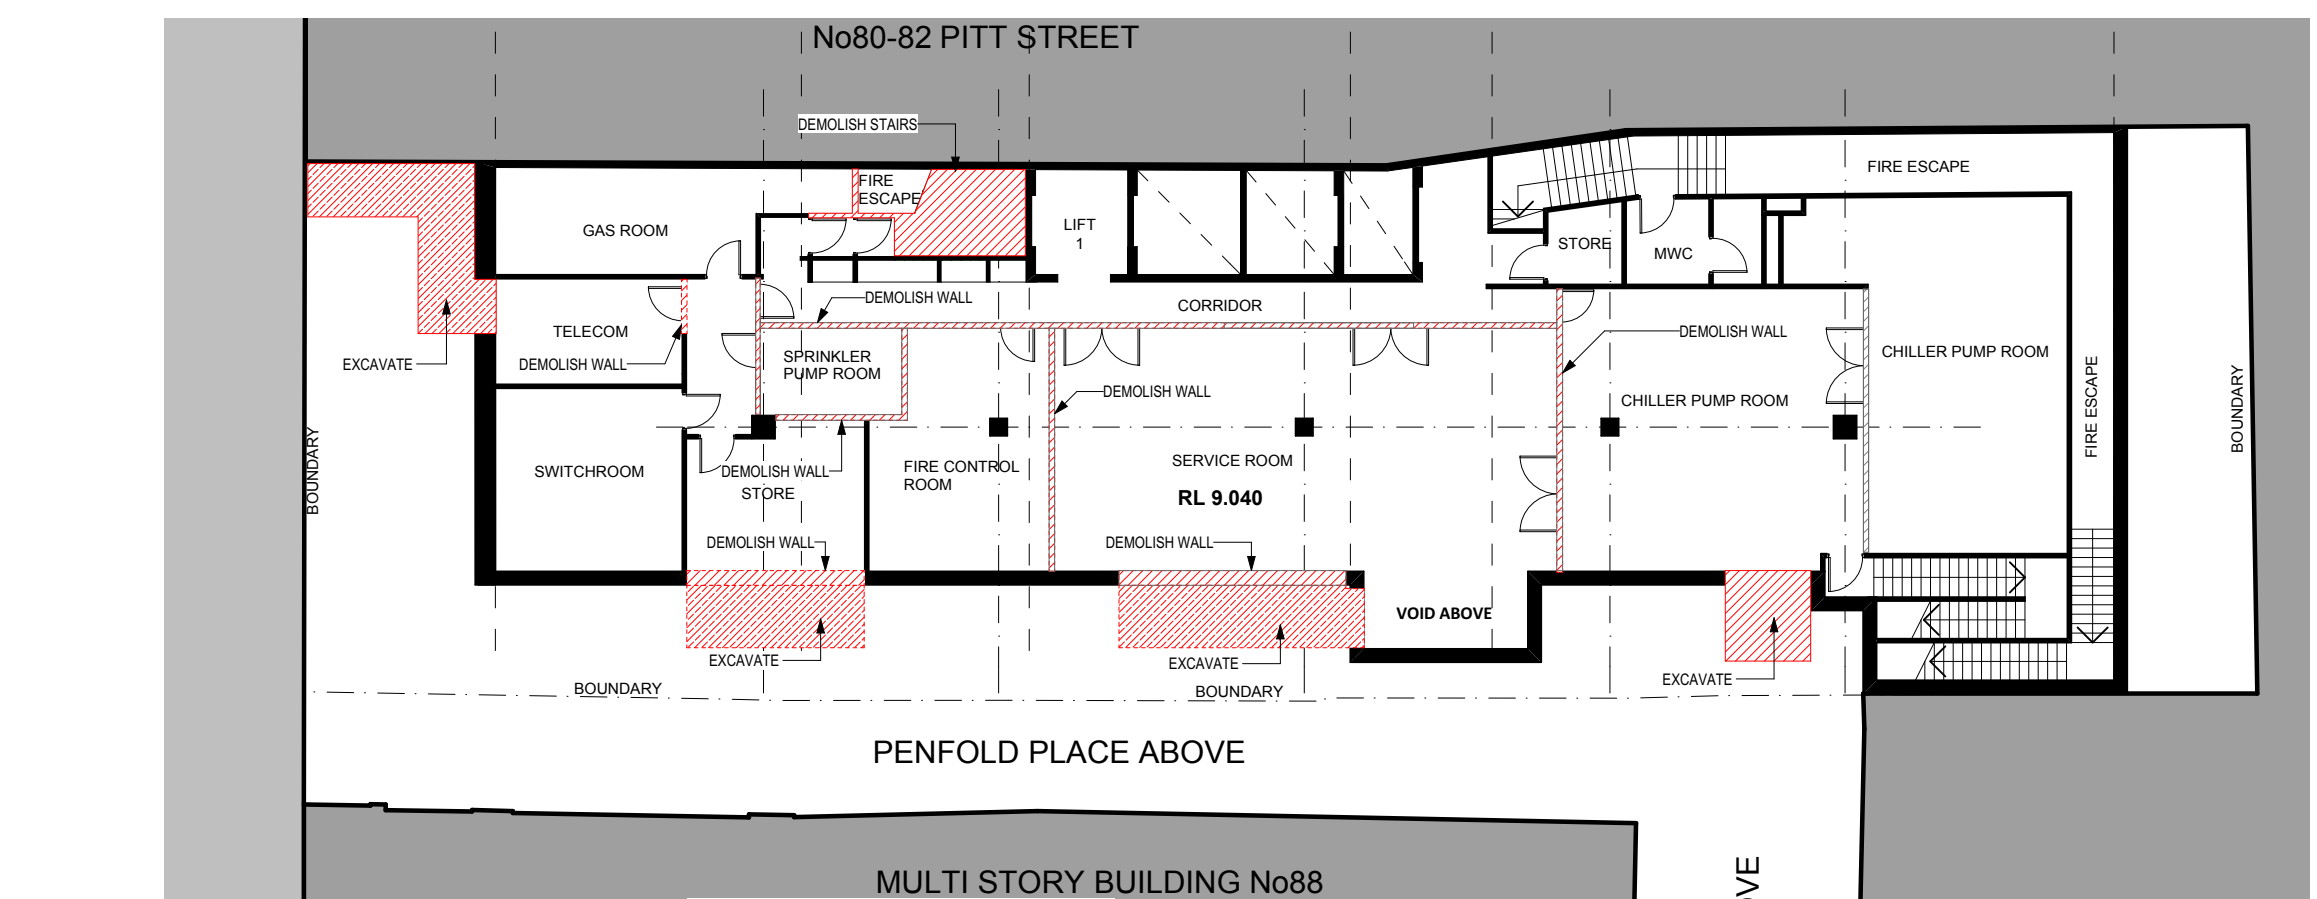 No80-82 PITT STREET
DEMOLISH STAIRS
FIRE ESCAPE
FIRE
ESCAPE
GAS ROOM
LIFT
1
STORE
MWC
DEMOLISH WALL
CORRIDOR
TELECOM
DEMOLISH WALL
SPRINKLER
PUMP ROOM
DEMOLISH WALL
CHILLER PUMP ROOM
EXCAVATE
DEMOLISH WALL
CHILLER PUMP ROOM
FIRE ESCAPE
BOUNDARY
BOUNDARY
SWITCHROOM
DEMOLISH WALL
STORE
FIRE CONTROL
ROOM
SERVICE ROOM
RL 9.040
DEMOLISH WALL
DEMOLISH WALL
VOID ABOVE
EXCAVATE
EXCAVATE
EXCAVATE
BOUNDARY
BOUNDARY
PENFOLD PLACE ABOVE
MULTI STORY BUILDING No88
OVE